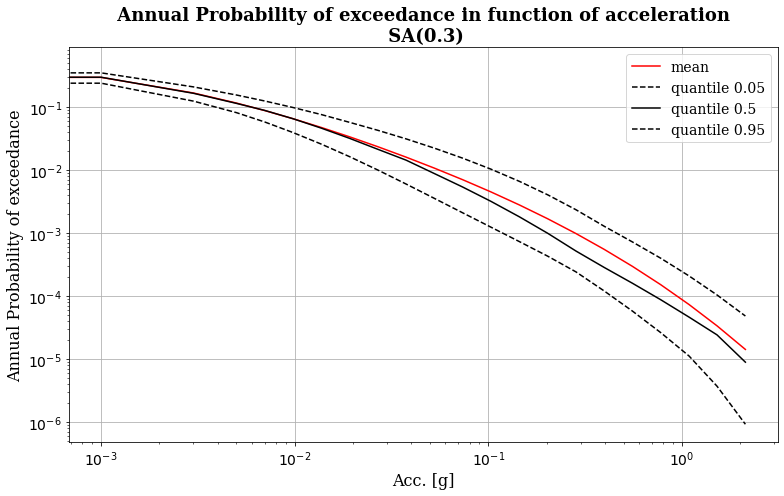 Annual Probability of exceedance in function of acceleration
SA(0.3)
mean
quantile 0.05
quantile 0.5
quantile 0.95
Annual Probability of exceedance
10⁻¹
10⁻²
10⁻³
10⁻⁴
10⁻⁵
10⁻⁶
10⁻³ 10⁻² 10⁻¹ 10⁰
Acc. [g]